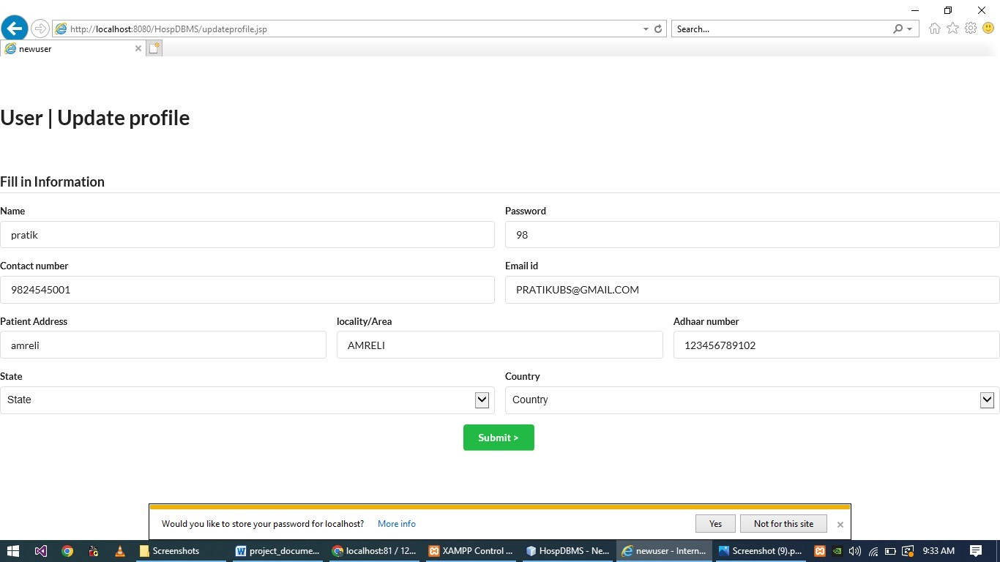 http://localhost:8080/HospDBMS/updateprofile.jsp
Search...
newuser
User | Update profile
Fill in Information
Name
Password
pratik
98
Contact number
Email id
9824545001
PRATIKUBS@GMAIL.COM
Patient Address
locality/Area
Adhaar number
amreli
AMRELI
123456789102
State
Country
State
Country
Submit >
Would you like to store your password for localhost?
More info
Yes
Not for this site
Screenshots
project_docume...
localhost:81 / 12...
XAMPP Control ...
HospDBMS - Ne...
newuser - Intern...
Screenshot (9).p...
9:33 AM